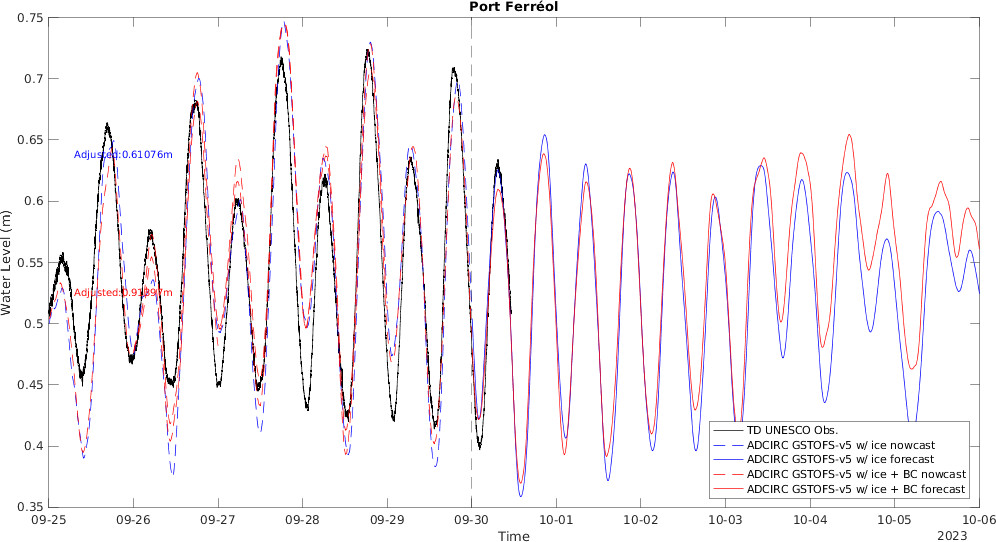 Port Ferréol
0.75
0.7
0.65
0.6
0.55
0.5
0.45
0.4
0.35
Water Level (m)
Adjusted:0.61076m
TD UNESCO Obs.
ADCIRC GSTOFS-v5 w/ ice nowcast
ADCIRC GSTOFS-v5 w/ ice forecast
ADCIRC GSTOFS-v5 w/ ice + BC nowcast
ADCIRC GSTOFS-v5 w/ ice + BC forecast
09-25 09-26 09-27 09-28 09-29 09-30 10-01 10-02 10-03 10-04 10-05 10-06
Time
2023